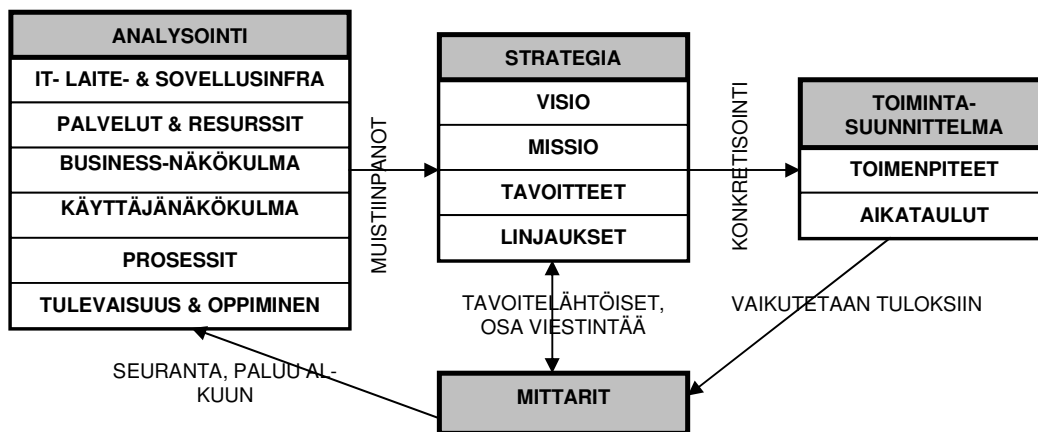 ANALYSOINTI
IT- LAITE- & SOVELLUSINFRA
PALVELUT & RESURSSIT
BUSINESS-NÄKÖKULMA
KÄYTTÄJÄNÄKÖKULMA
PROSESSIT
TULEVAISUUS & OPPIMINEN
MUISTIINPANOT
STRATEGIA
VISIO
MISSIO
TAVOITTEET
LINJAUKSET
KONKRETISOINTI
TOIMINTA-
SUUNNITTELMA
TOIMENPITEET
AIKATAULUT
TAVOITELÄHTÖISET,
OSA VIESTINTÄÄ
VAIKUTETAAN TULOKSIIN
SEURANTA, PALUU AL-
KUUN
MITTARIT